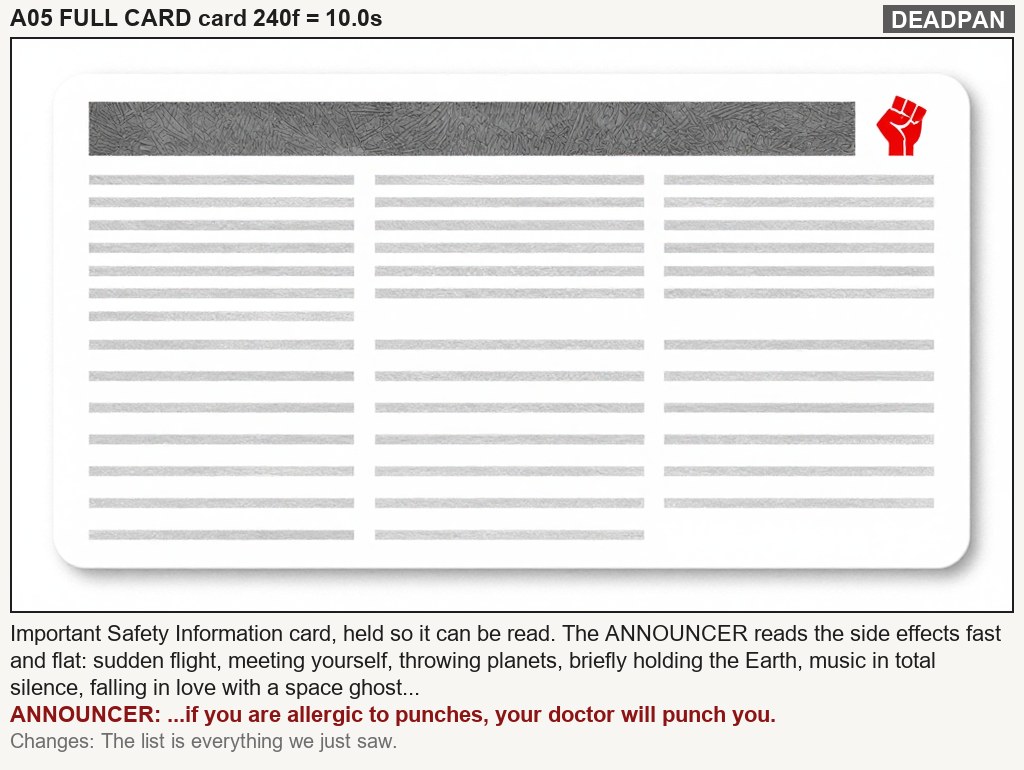 A05 FULL CARD card 240f = 10.0s
DEADPAN
Important Safety Information card, held so it can be read. The ANNOUNCER reads the side effects fast
and flat: sudden flight, meeting yourself, throwing planets, briefly holding the Earth, music in total
silence, falling in love with a space ghost...
ANNOUNCER: ...if you are allergic to punches, your doctor will punch you.
Changes: The list is everything we just saw.